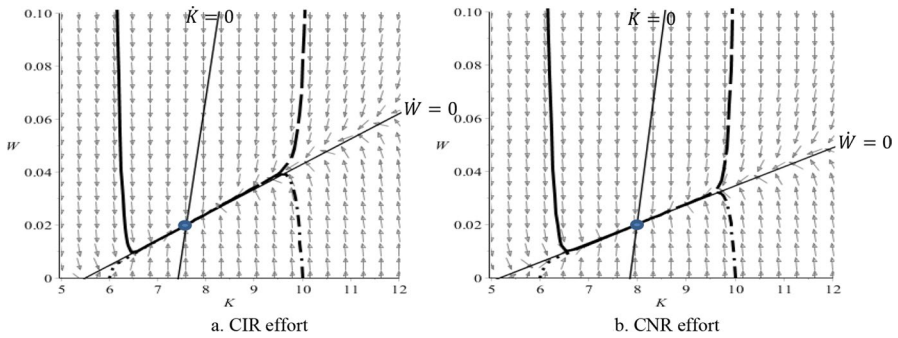 K̇ = 0
0.10
0.08
0.06
0.04
0.02
0
W
Ẇ = 0
5 6 7 8 9 10 11 12
K
a. CIR effort
K̇ = 0
0.10
0.08
0.06
0.04
0.02
0
W
Ẇ = 0
5 6 7 8 9 10 11 12
K
b. CNR effort